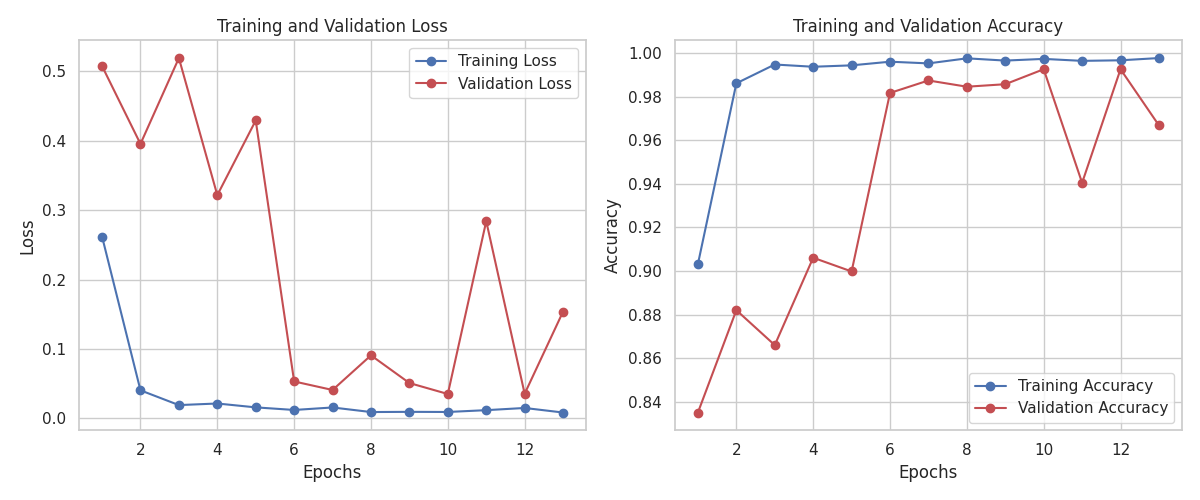 Training and Validation Loss
Training Loss
Validation Loss
0.5
0.4
0.3
0.2
0.1
0.0
Loss
2 4 6 8 10 12
Epochs
Training and Validation Accuracy
1.00
0.98
0.96
0.94
0.92
0.90
0.88
0.86
0.84
Accuracy
Training Accuracy
Validation Accuracy
2 4 6 8 10 12
Epochs